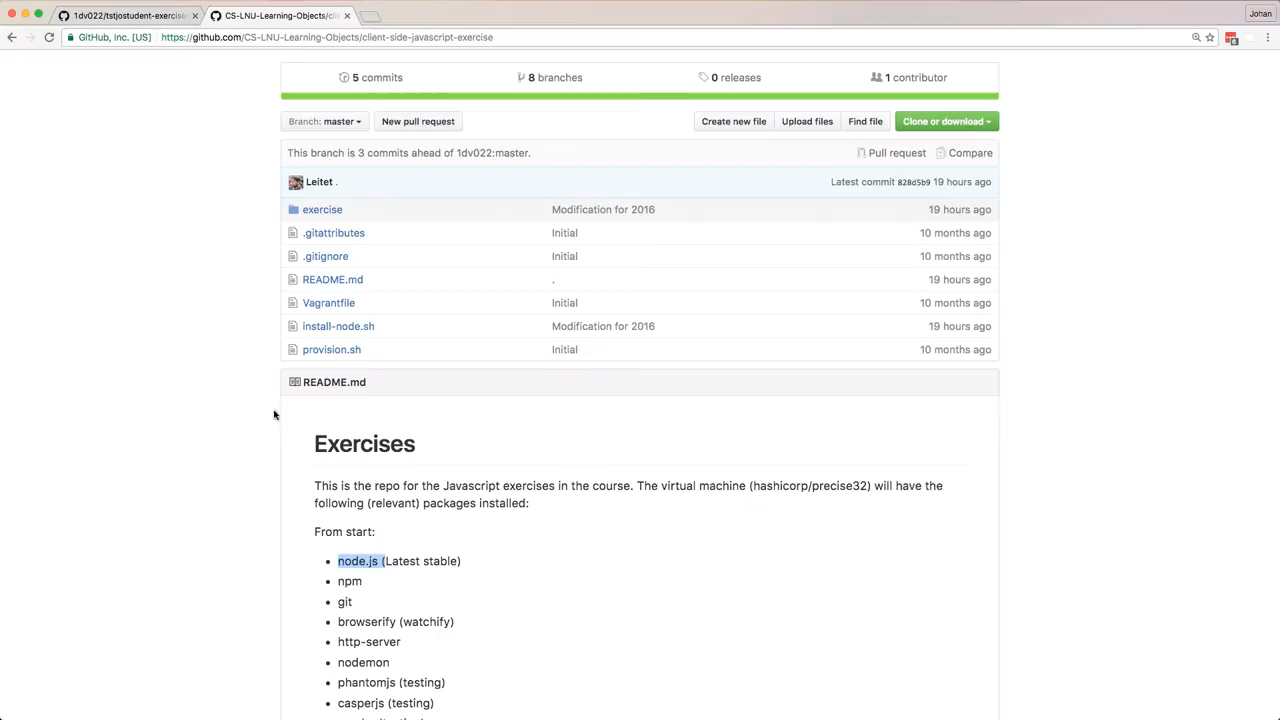 1dv022/tstjostudent-exercises
CS-LNU-Learning-Objects/clie
Johan
GitHub, Inc. [US] https://github.com/CS-LNU-Learning-Objects/client-side-javascript-exercise
5 commits 8 branches 0 releases 1 contributor
Branch: master New pull request Create new file Upload files Find file Clone or download
This branch is 3 commits ahead of 1dv022:master. Pull request Compare
Leitet . Latest commit 828d5b9 19 hours ago
exercise Modification for 2016 19 hours ago
.gitattributes Initial 10 months ago
.gitignore Initial 10 months ago
README.md . 19 hours ago
Vagrantfile Initial 10 months ago
install-node.sh Modification for 2016 19 hours ago
provision.sh Initial 10 months ago
README.md
Exercises
This is the repo for the Javascript exercises in the course. The virtual machine (hashicorp/precise32) will have the
following (relevant) packages installed:
From start:
node.js (Latest stable)
npm
git
browserify (watchify)
http-server
nodemon
phantomjs (testing)
casperjs (testing)